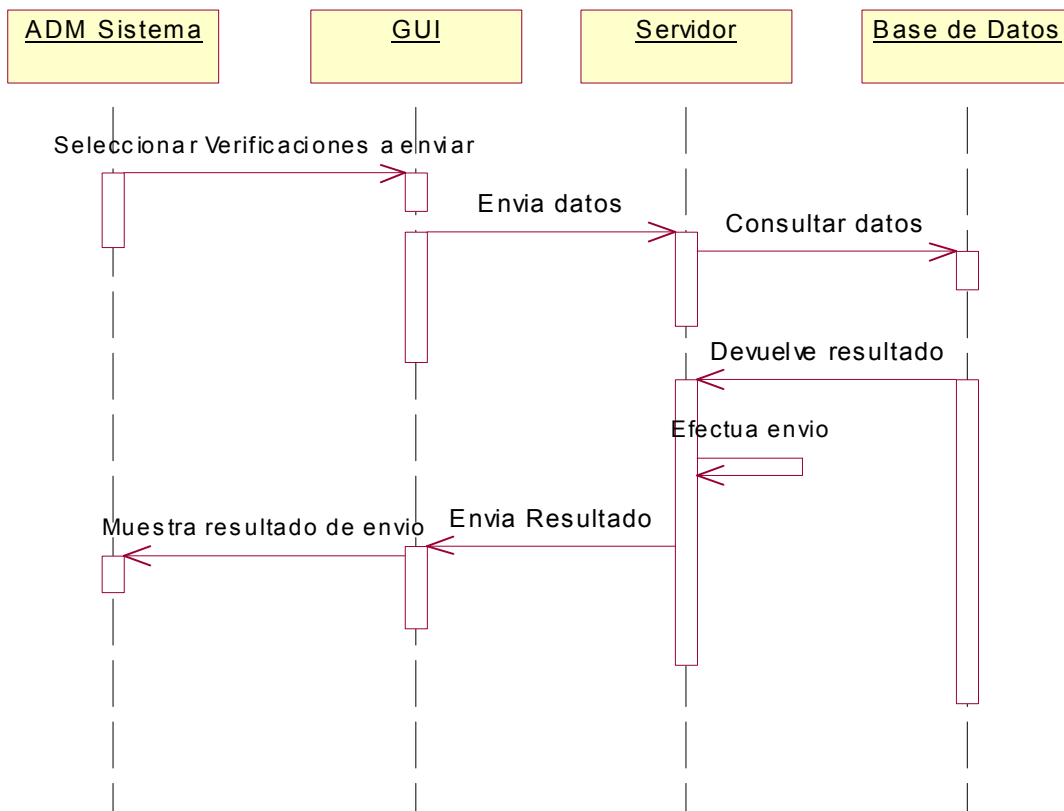 ADM Sistema
GUI
Servidor
Base de Datos
Seleccionar Verificaciones a enviar
Envia datos
Consultar datos
Devuelve resultado
Efectua envio
Envia Resultado
Muestra resultado de envio